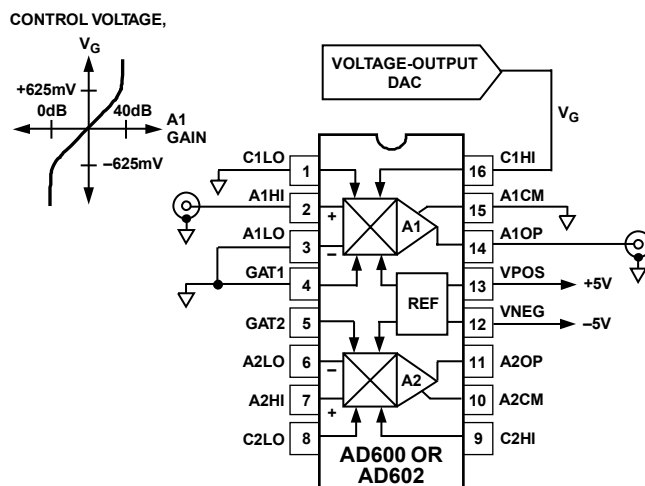 CONTROL VOLTAGE,
V_G
+625mV
0dB
40dB
A1
GAIN
–625mV
VOLTAGE-OUTPUT
DAC
V_G
C1LO
1
16
C1HI
A1HI
2
+
A1
15
A1CM
A1LO
3
–
14
A1OP
GAT1
4
REF
13
VPOS
+5V
GAT2
5
12
VNEG
–5V
A2LO
6
–
A2
11
A2OP
A2HI
7
+
10
A2CM
C2LO
8
9
C2HI
AD600 OR
AD602